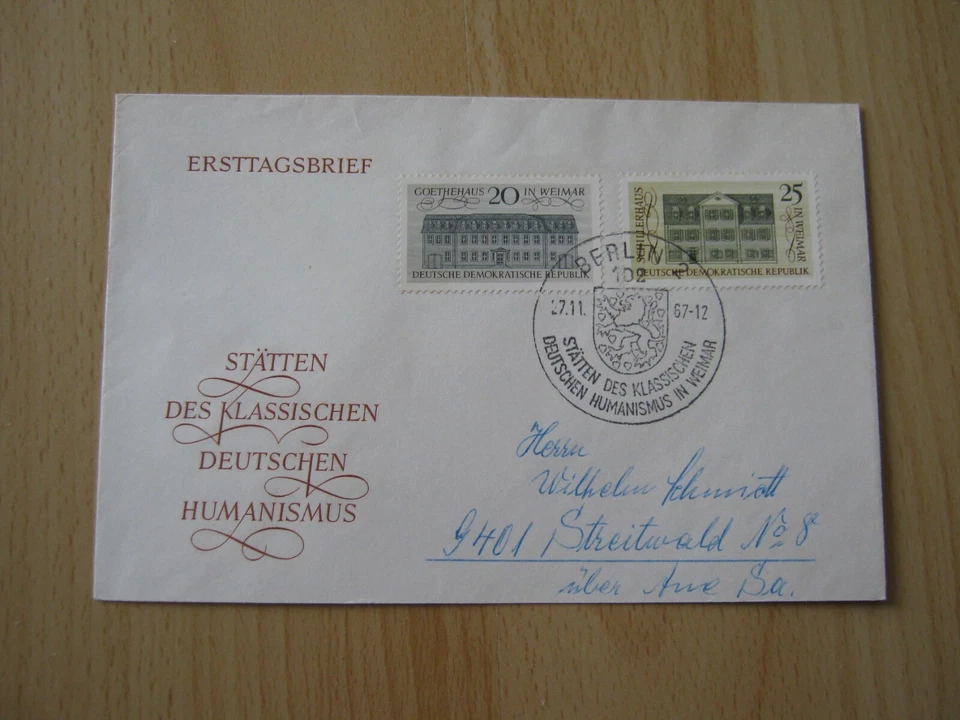 ERSTTAGSBRIEF
GOETHEHAUS 20 IN WEIMAR
DEUTSCHE DEMOKRATISCHE REPUBLIK
SCHILLERHAUS
25
IN WEIMAR
DEUTSCHE DEMOKRATISCHE REPUBLIK
BERLIN
102
27.11. 67-12
STÄTTEN DES KLASSISCHEN
DEUTSCHEN HUMANISMUS IN WEIMAR
STÄTTEN
DES KLASSISCHEN
DEUTSCHEN
HUMANISMUS
Herrn
Wilhelm Schmidt
9401 Streitwald No 8
über Aue Sa.